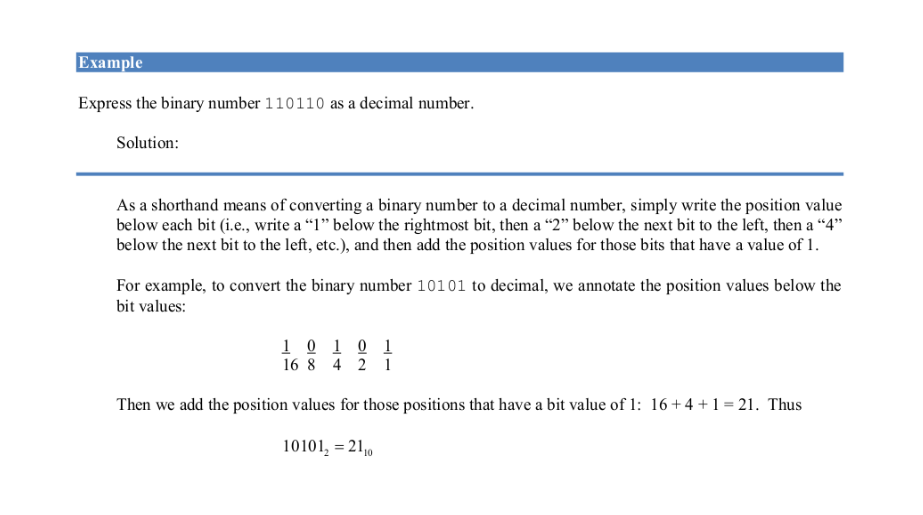 Example
Express the binary number 110110 as a decimal number.
Solution:
As a shorthand means of converting a binary number to a decimal number, simply write the position value
below each bit (i.e., write a “1” below the rightmost bit, then a “2” below the next bit to the left, then a “4”
below the next bit to the left, etc.), and then add the position values for those bits that have a value of 1.
For example, to convert the binary number 10101 to decimal, we annotate the position values below the
bit values:
1 0 1 0 1
16 8 4 2 1
Then we add the position values for those positions that have a bit value of 1: 16 + 4 + 1 = 21. Thus
10101₂ = 21₁₀